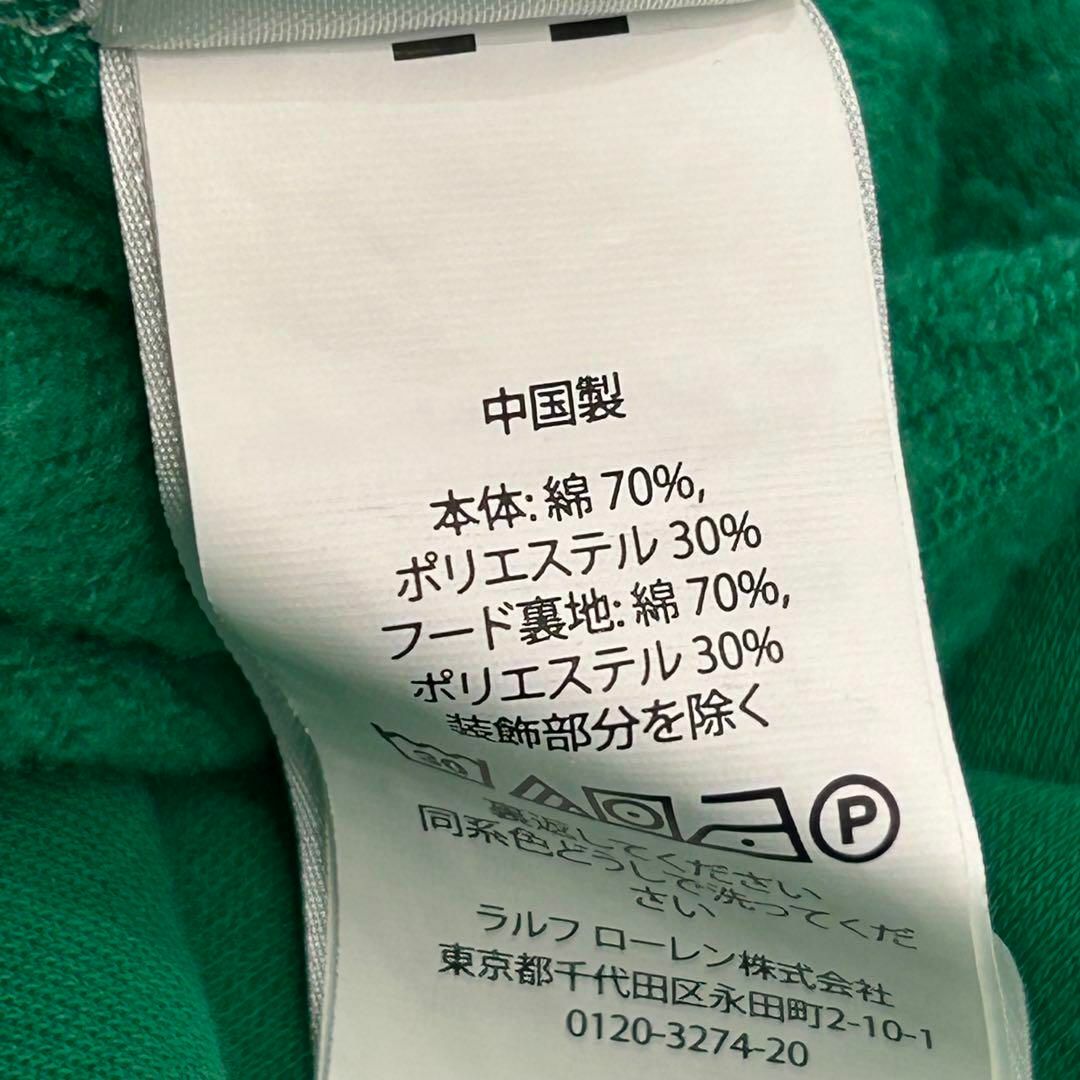 中国製
本体: 綿 70%,
ポリエステル 30%
フード裏地: 綿 70%,
ポリエステル 30%
装飾部分を除く
30 P
裏返してください
同系色どうしで洗ってくだ
さい
ラルフ ローレン株式会社
東京都千代田区永田町2-10-1
0120-3274-20